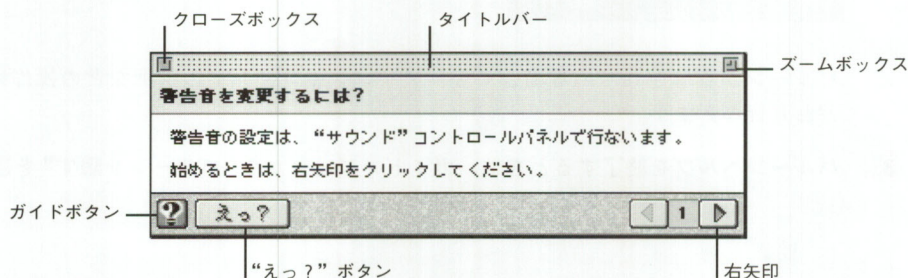 クローズボックス
タイトルバー
ズームボックス
警告音を変更するには？
警告音の設定は、“サウンド”コントロールパネルで行ないます。
始めるときは、右矢印をクリックしてください。
ガイドボタン
?
えっ？
1
“えっ？”ボタン
右矢印